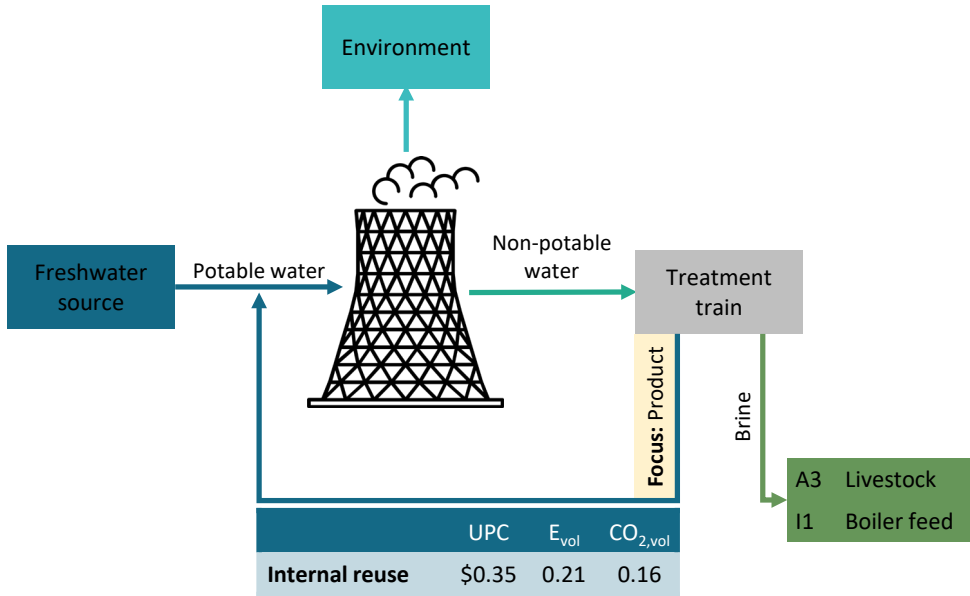 Environment
Freshwater
source
Potable water
Non-potable
water
Treatment
train
Focus: Product
Brine
A3 Livestock
I1 Boiler feed
UPC Evol CO2,vol
Internal reuse $0.35 0.21 0.16